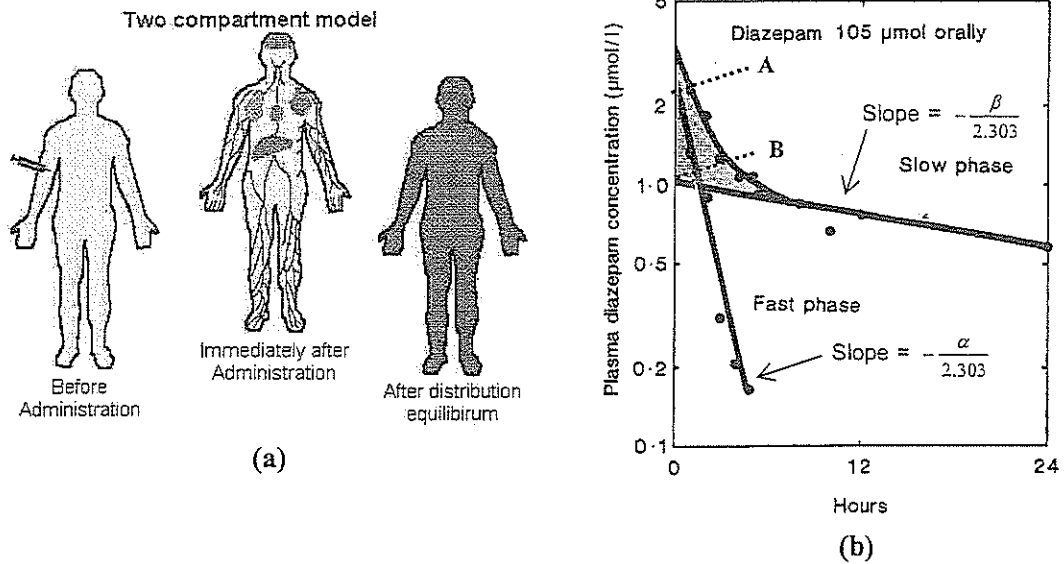 Two compartment model
Before
Administration
Immediately after
Administration
After distribution
equilibirum
(a)
Plasma diazepam concentration (μmol/l)
5
2
1·0
0·5
0·2
0·1
Diazepam 105 μmol orally
A
Slope = -β/2.303
B
Slow phase
Fast phase
Slope = -α/2.303
0
12
24
Hours
(b)